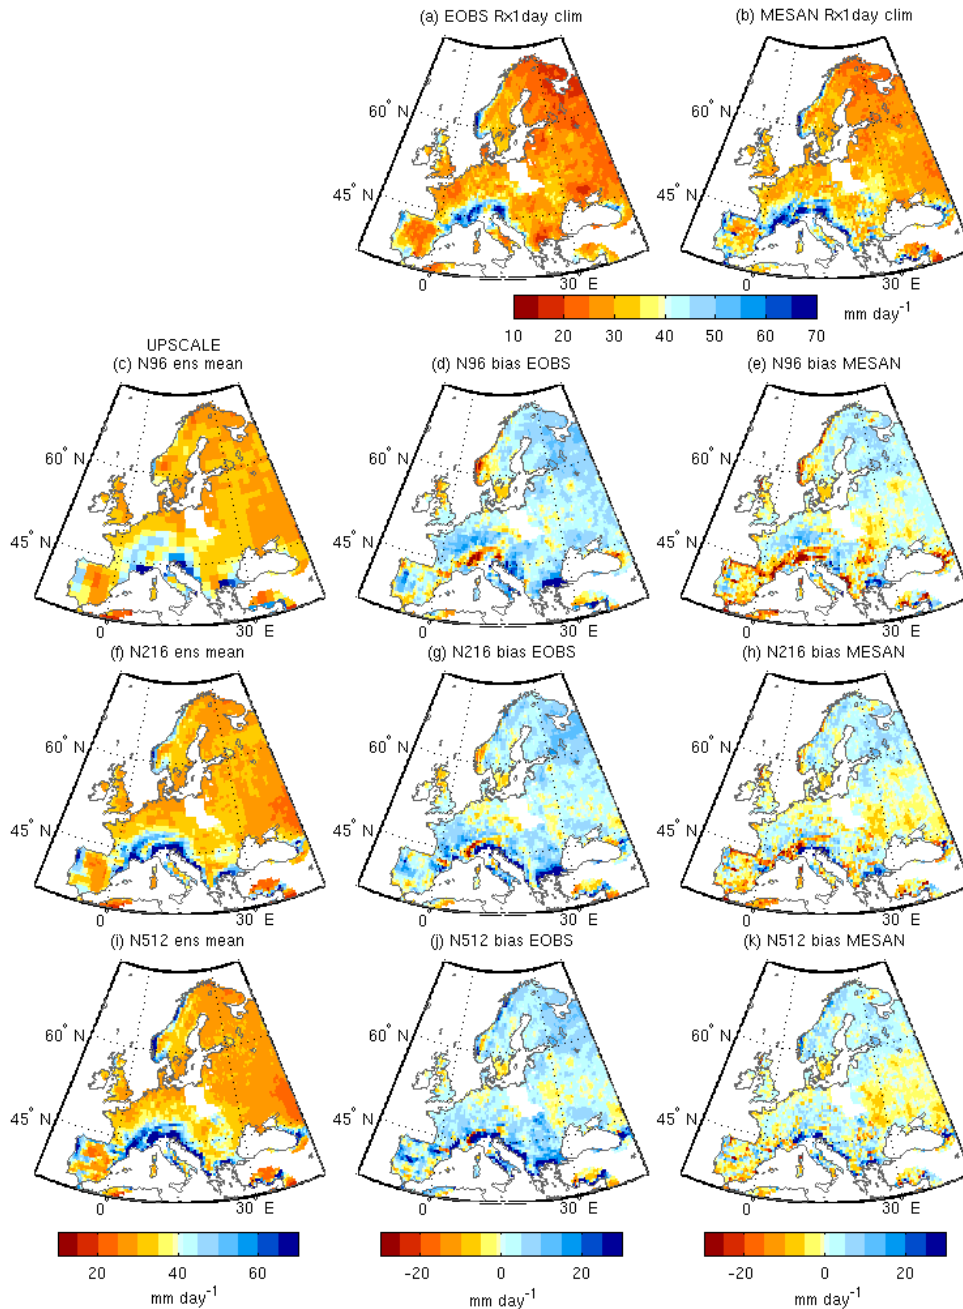 (a) EOBS Rx1day clim
(b) MESAN Rx1day clim
60° N
60° N
45° N
45° N
0°
30 E
0°
30 E
10 20 30 40 50 60 70
mm day⁻¹
UPSCALE
(c) N96 ens mean
(d) N96 bias EOBS
(e) N96 bias MESAN
60° N
60° N
60° N
45° N
45° N
45° N
0°
30 E
0°
30 E
0°
30 E
(f) N216 ens mean
(g) N216 bias EOBS
(h) N216 bias MESAN
60° N
60° N
60° N
45° N
45° N
45° N
0°
30 E
0°
30 E
0°
30 E
(i) N512 ens mean
(j) N512 bias EOBS
(k) N512 bias MESAN
60° N
60° N
60° N
45° N
45° N
45° N
0°
30 E
0°
30 E
0°
30 E
20 40 60
-20 0 20
-20 0 20
mm day⁻¹
mm day⁻¹
mm day⁻¹